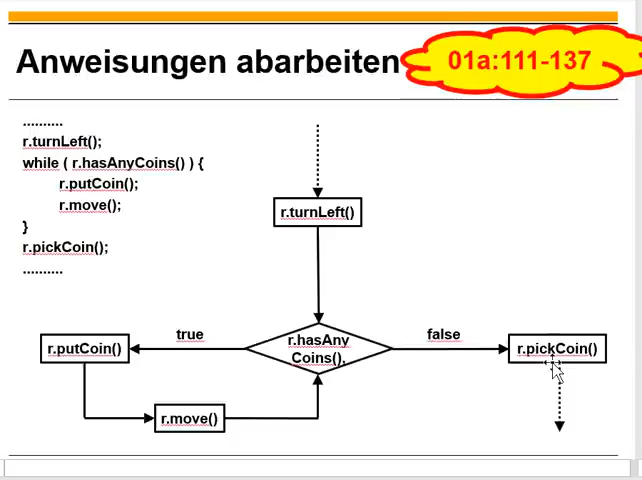 Anweisungen abarbeiten
01a:111-137
..........
r.turnLeft();
while ( r.hasAnyCoins() ) {
r.putCoin();
r.move();
}
r.pickCoin();
..........
r.turnLeft()
true
r.hasAny
Coins(),
false
r.putCoin()
r.pickCoin()
r.move()